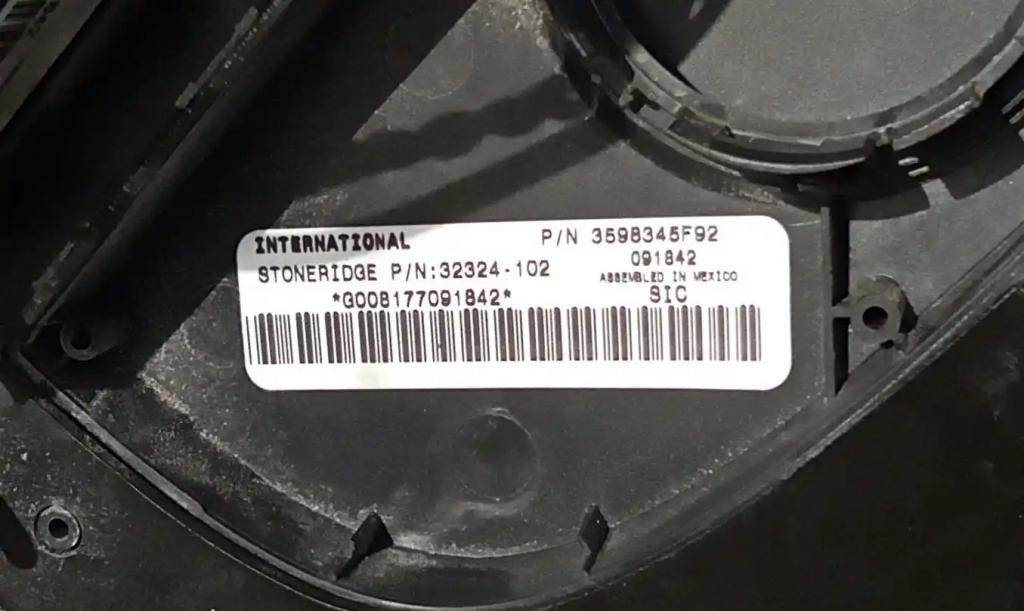 INTERNATIONAL P/N 3598345F92
091842
STONERIDGE P/N:32324-102
ASSEMBLED IN MEXICO
*G008177091842* SIC